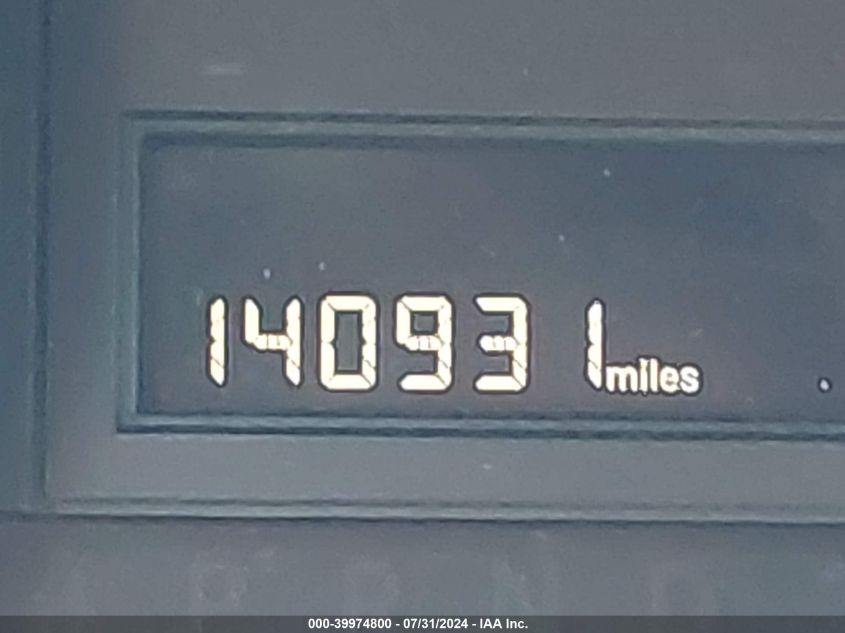 140931 miles
000-39974800 - 07/31/2024 - IAA Inc.